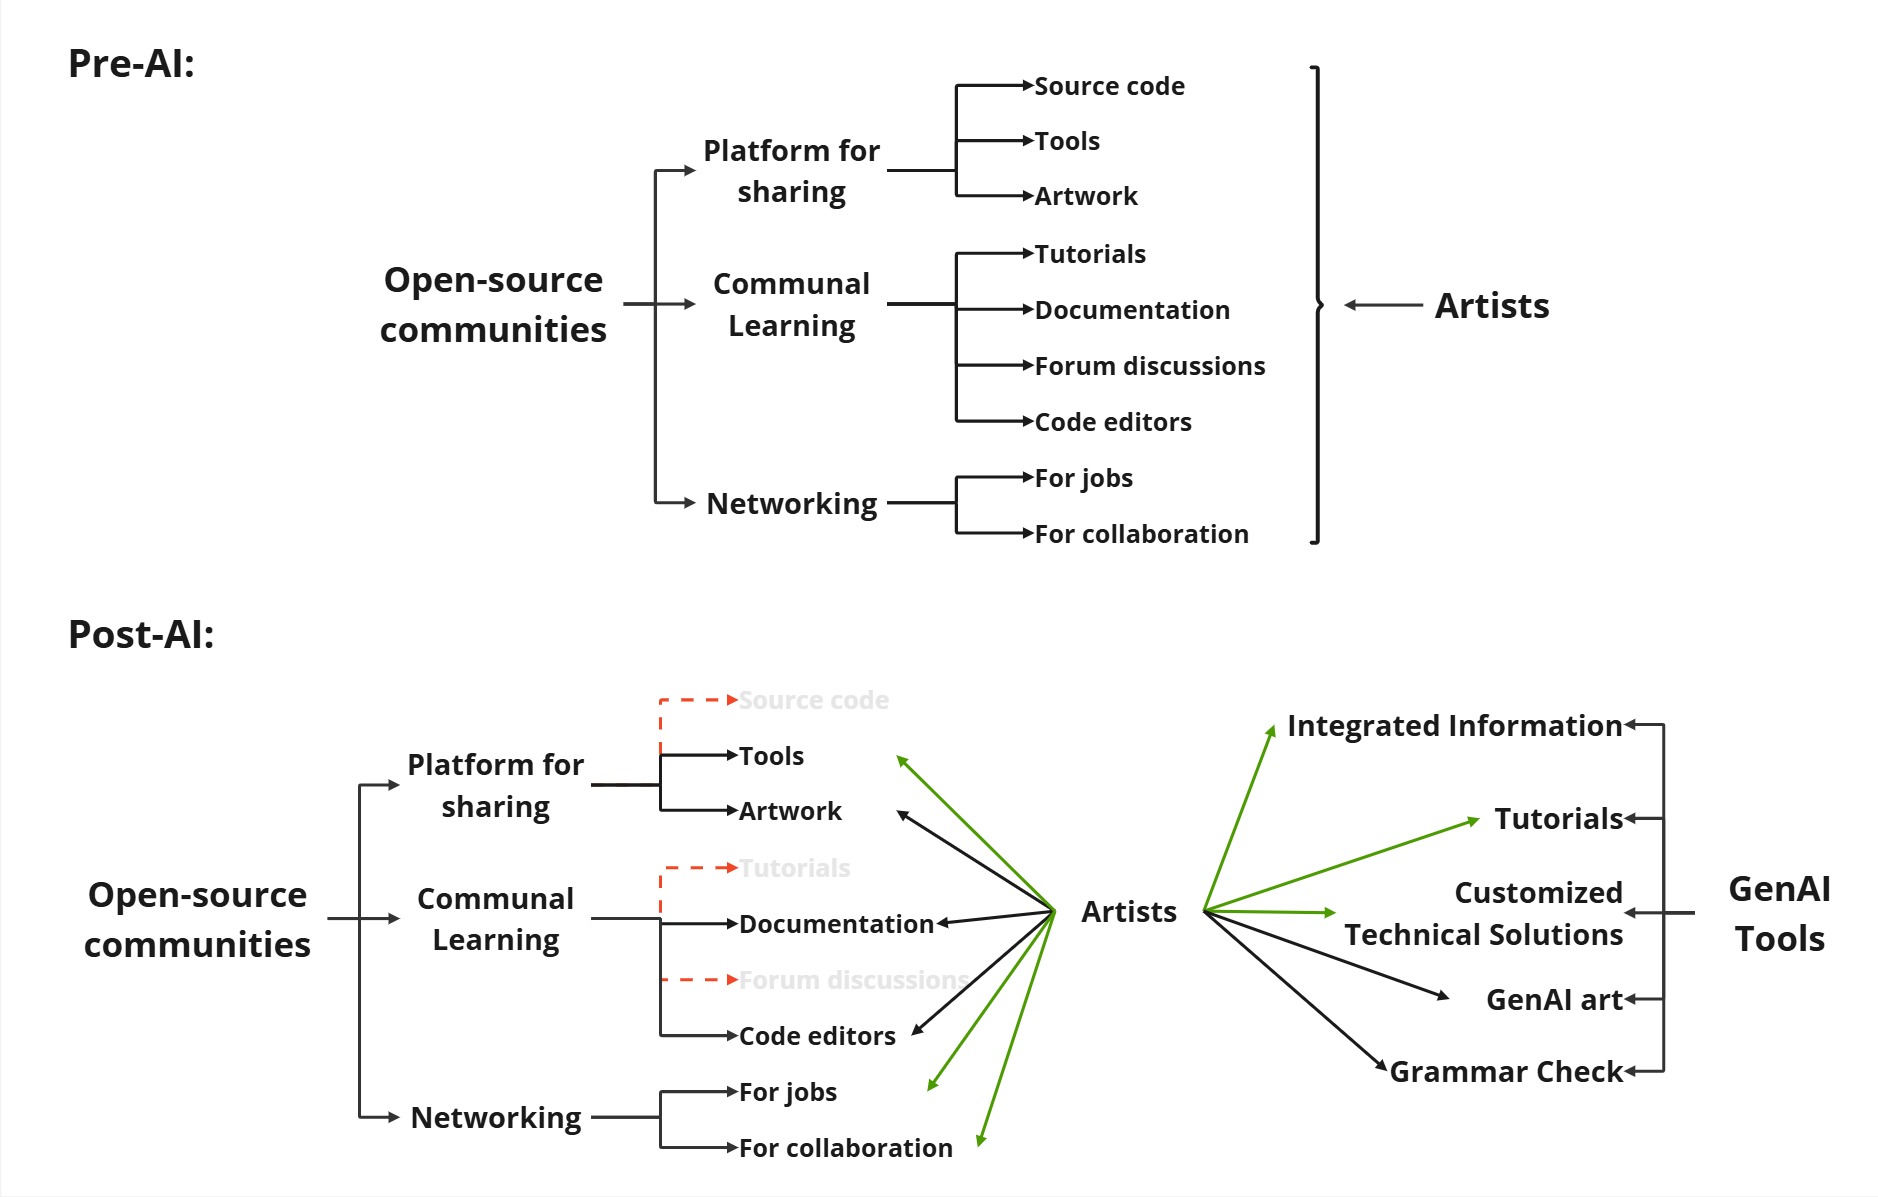 Pre-AI:
Open-source
communities
Platform for
sharing
Source code
Tools
Artwork
Communal
Learning
Tutorials
Documentation
Forum discussions
Code editors
Networking
For jobs
For collaboration
Artists
Post-AI:
Open-source
communities
Platform for
sharing
Source code
Tools
Artwork
Communal
Learning
Tutorials
Documentation
Forum discussions
Code editors
Networking
For jobs
For collaboration
Artists
Integrated Information
Tutorials
Customized
Technical Solutions
GenAI art
Grammar Check
GenAI
Tools